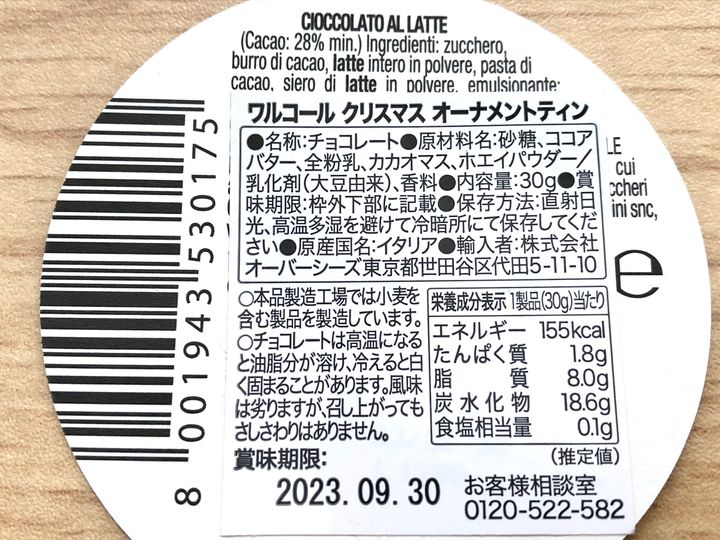 CIOCCOLATO AL LATTE
(Cacao: 28% min.) Ingredienti: zucchero,
burro di cacao, latte intero in polvere, pasta di
cacao, siero di latte in polvere, emulsionante:
ワルコール クリスマス オーナメントティン
●名称:チョコレート●原材料名:砂糖、ココア
バター、全粉乳、カカオマス、ホエイパウダー/
乳化剤(大豆由来)、香料●内容量:30g●賞
味期限:枠外下部に記載●保存方法:直射日
光、高温多湿を避けて冷暗所にて保存してくだ
さい●原産国名:イタリア●輸入者:株式会社
オーバーシーズ東京都世田谷区代田5-11-10
LE
cui
ccheri
ini snc,
e
○本品製造工場では小麦を
含む製品を製造しています。
○チョコレートは高温になる
と油脂分が溶け、冷えると白
く固まることがあります。風味
は劣りますが、召し上がっても
さしさわりはありません。
栄養成分表示 1製品(30g)当たり
エネルギー 155kcal
たんぱく質 1.8g
脂質 8.0g
炭水化物 18.6g
食塩相当量 0.1g
(推定値)
賞味期限:
2023.09.30
お客様相談室
0120-522-582
8 001943 530175